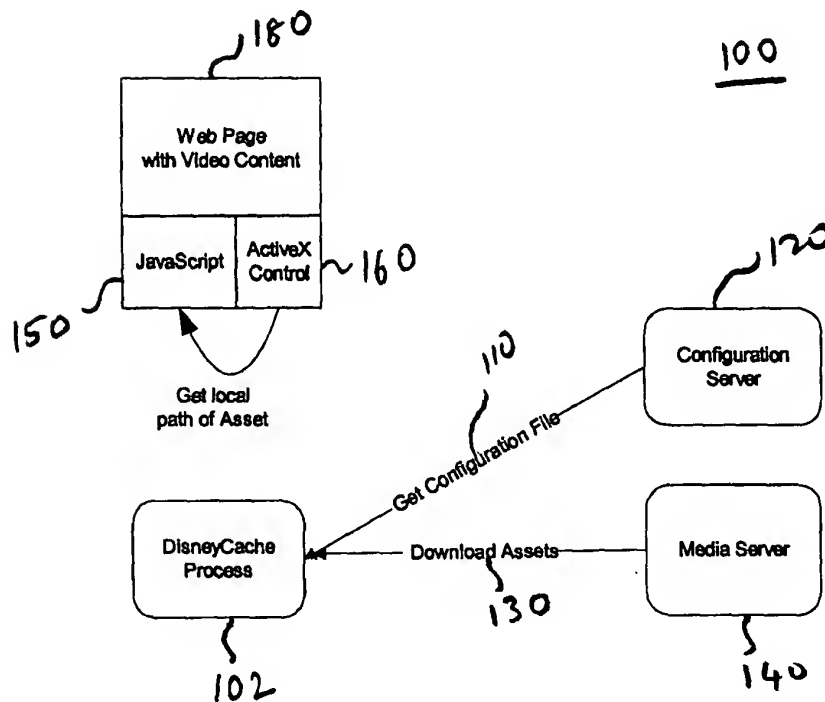 180
100
Web Page
with Video Content
JavaScript
ActiveX
Control
160
150
120
Get local
path of Asset
110
Configuration
Server
Get Configuration File
DisneyCache
Process
Download Assets
Media Server
130
102
140